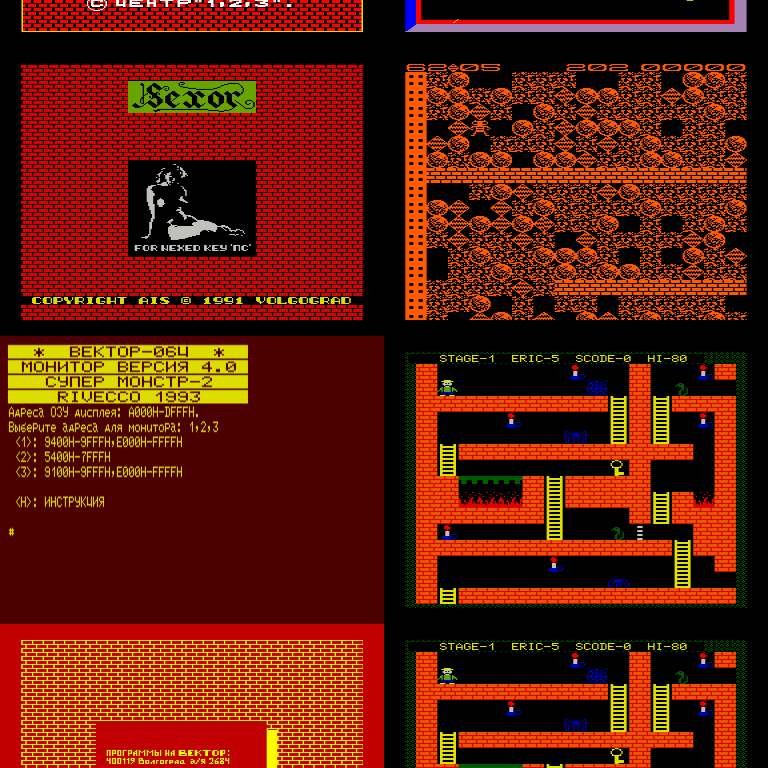 © ЦЕНТР"1,2,3".
Sexor
FOR NEXED KEY "ПС"
COPYRIGHT AIS © 1991 VOLGOGRAD
62◆05 202 00000
* ВЕКТОР-06Ц *
МОНИТОР ВЕРСИЯ 4.0
СУПЕР МОНСТР-2
RIVECCO 1993
Адреса ОЗУ дисплея: A000H-DFFFH.
Выберите адреса для монитора: 1,2,3
<1>: 9400H-9FFFH,E000H-FFFFH
<2>: 5400H-7FFFH
<3>: 9100H-9FFFH,E000H-FFFFH
<H>: ИНСТРУКЦИЯ
#
STAGE-1 ERIC-5 SCODE-0 HI-80
ПРОГРАММЫ НА ВЕКТОР:
400119 Волгоград а/я 2684
STAGE-1 ERIC-5 SCODE-0 HI-80